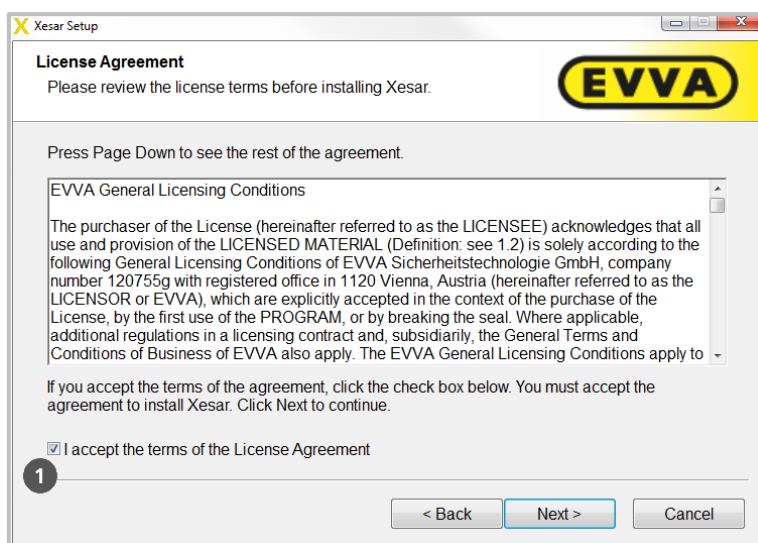 Xesar Setup
License Agreement
Please review the license terms before installing Xesar.
EVVA
Press Page Down to see the rest of the agreement.
EVVA General Licensing Conditions
The purchaser of the License (hereinafter referred to as the LICENSEE) acknowledges that all
use and provision of the LICENSED MATERIAL (Definition: see 1.2) is solely according to the
following General Licensing Conditions of EVVA Sicherheitstechnologie GmbH, company
number 120755g with registered office in 1120 Vienna, Austria (hereinafter referred to as the
LICENSOR or EVVA), which are explicitly accepted in the context of the purchase of the
License, by the first use of the PROGRAM, or by breaking the seal. Where applicable,
additional regulations in a licensing contract and, subsidiarily, the General Terms and
Conditions of Business of EVVA also apply. The EVVA General Licensing Conditions apply to
If you accept the terms of the agreement, click the check box below. You must accept the
agreement to install Xesar. Click Next to continue.
I accept the terms of the License Agreement
1
< Back
Next >
Cancel